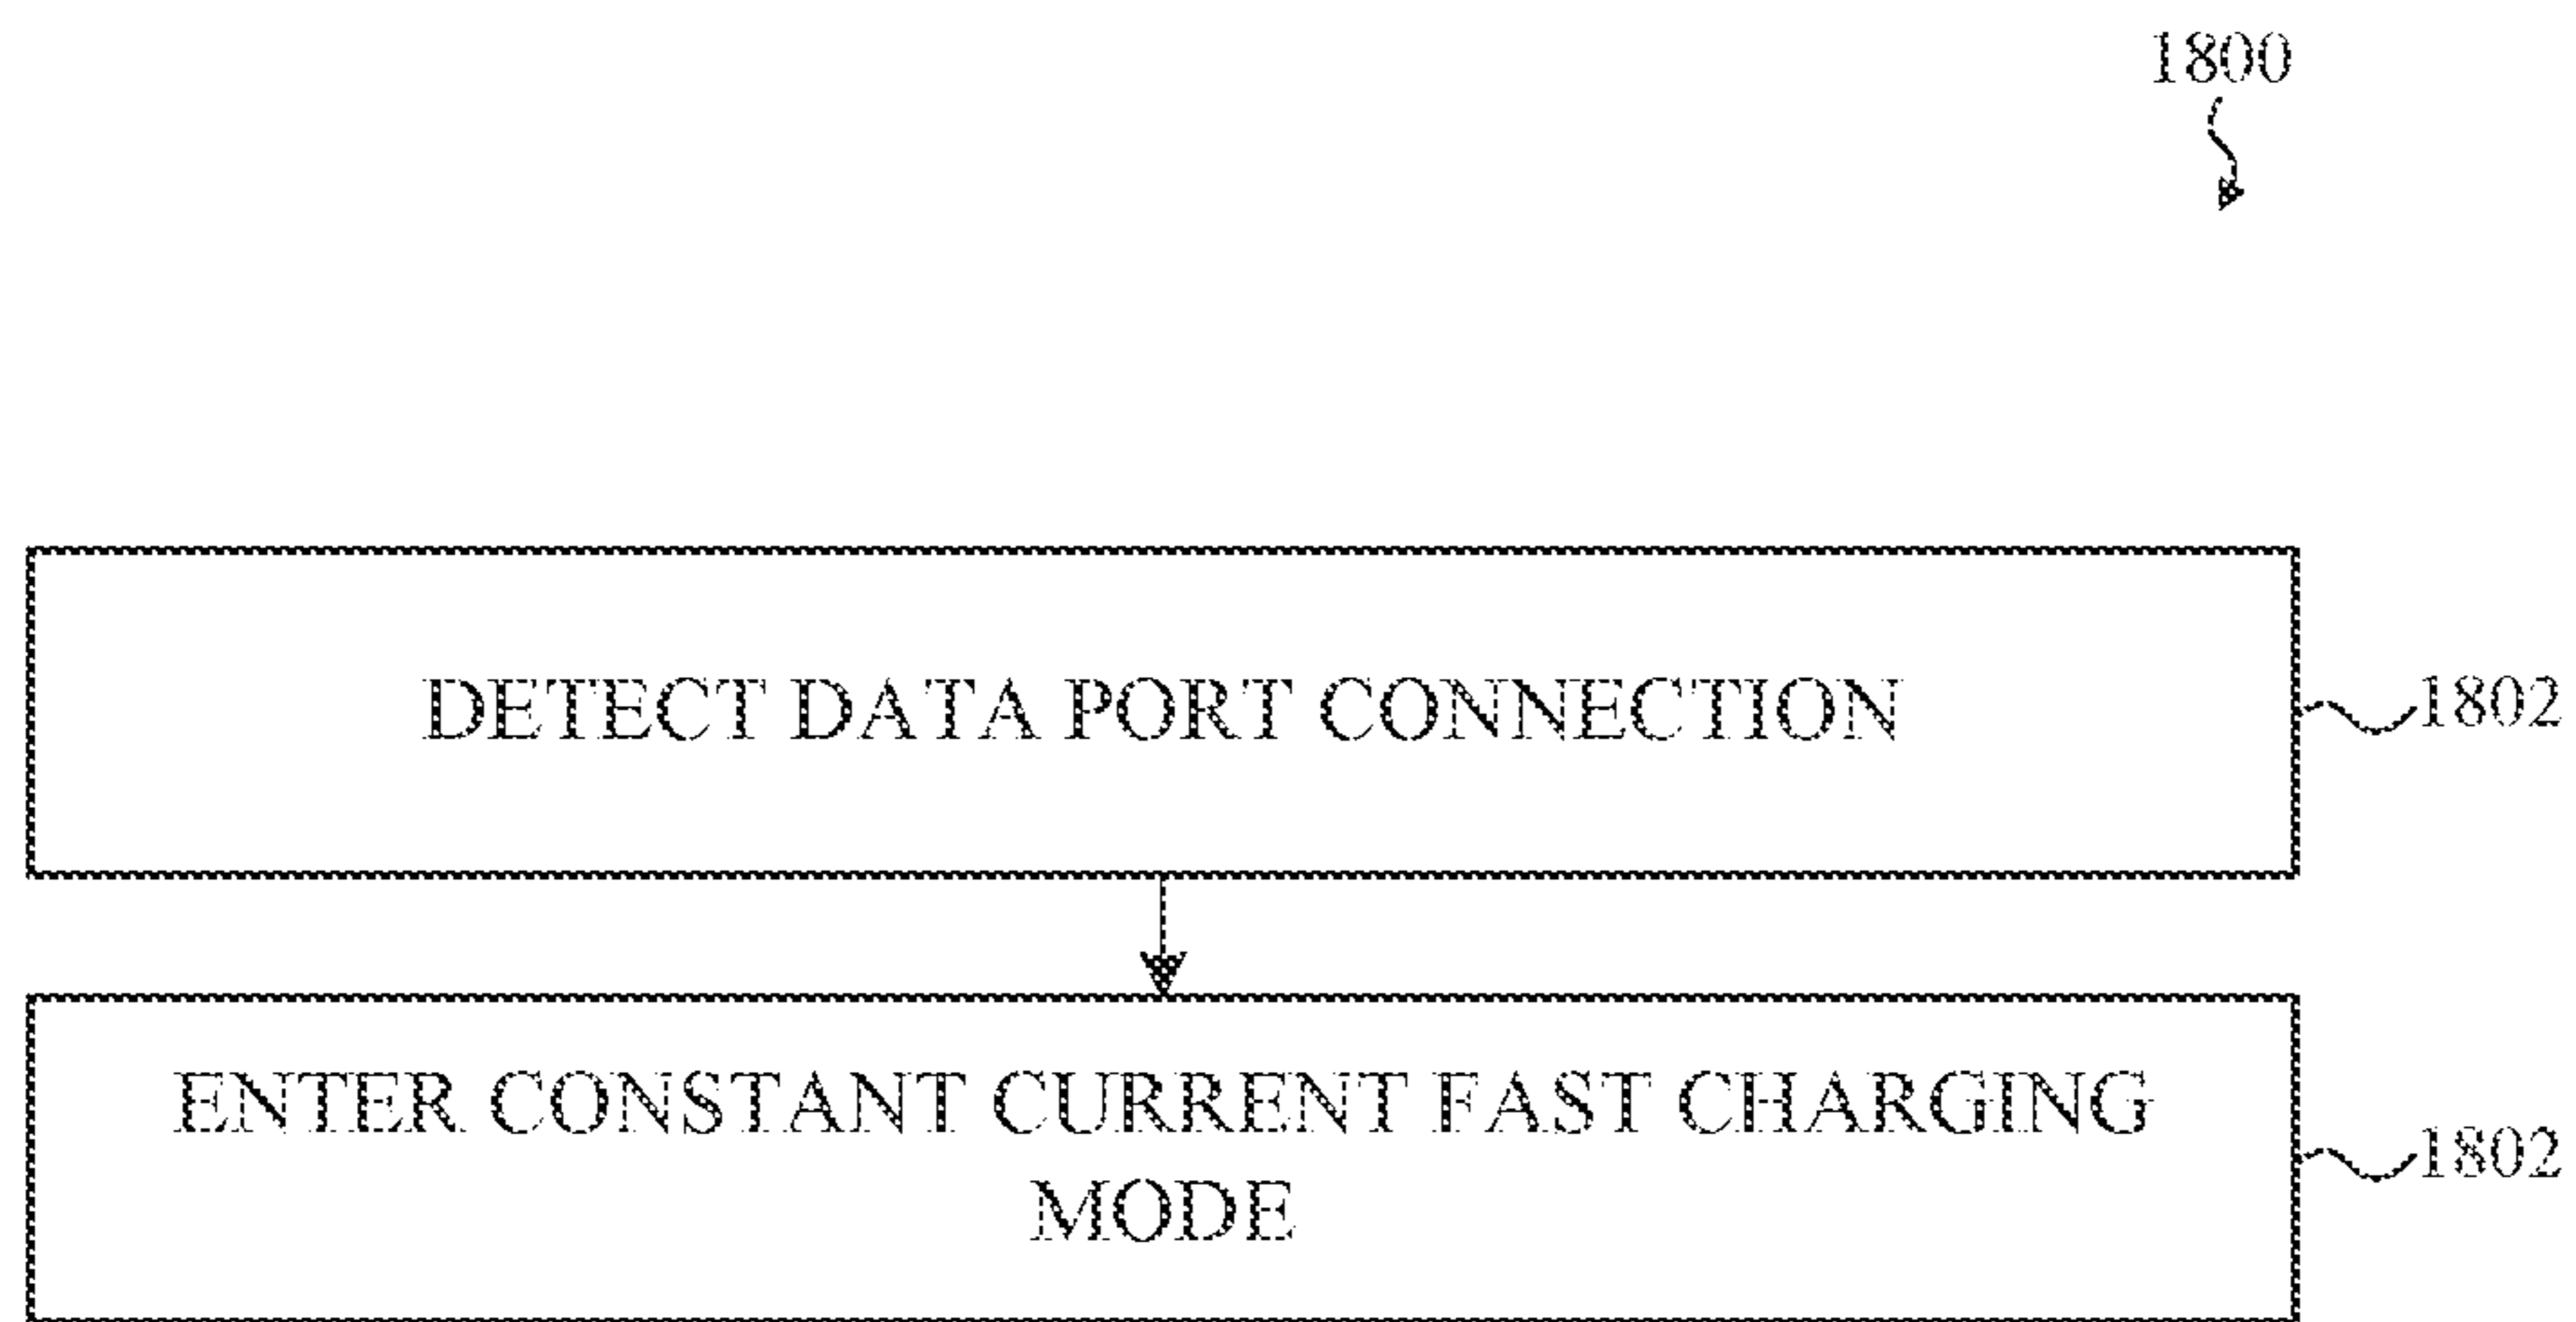 1800
DETECT DATA PORT CONNECTION
1802
ENTER CONSTANT CURRENT FAST CHARGING
MODE
1802